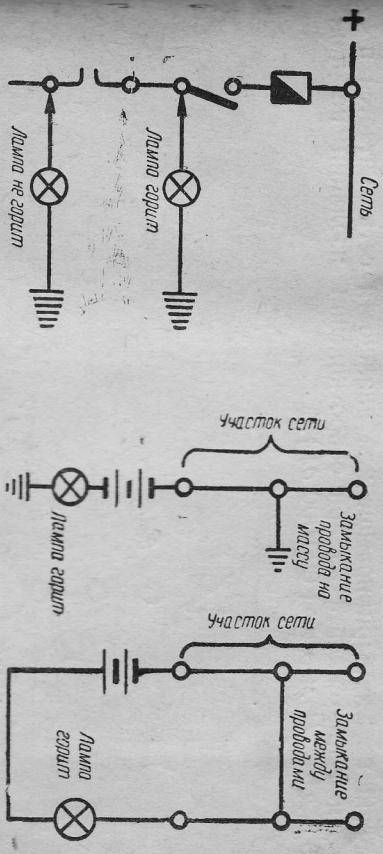 +
Сеть
Лампа горит
Лампа не горит
Участок сети
Замыкание
провода на
массу
Лампа горит
Участок сети
Замыкание
между
проводами
Лампа
горит